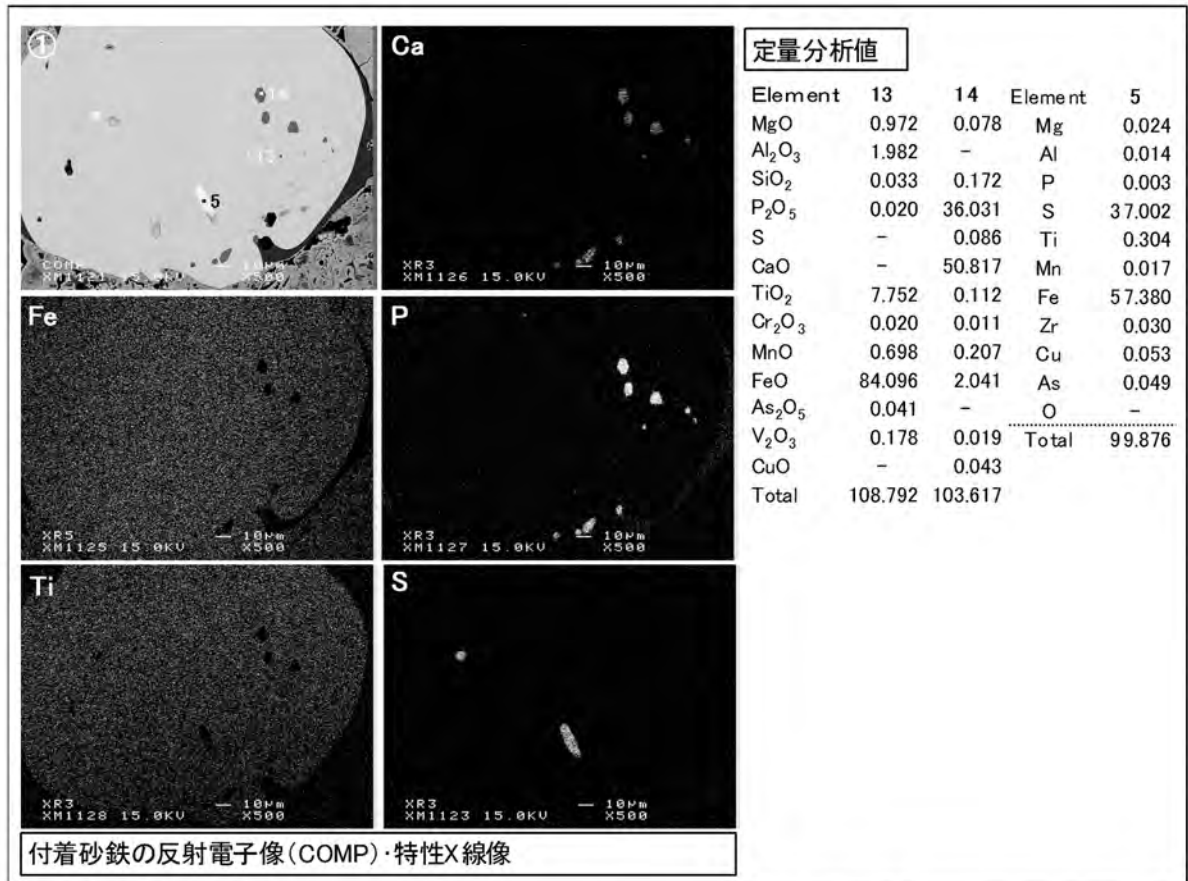 ①
14
13
5
COMP
XM1121 15.0KV 10μm X500
Ca
XR3 10μm
XM1126 15.0KV X500
Fe
XR5 10μm
XM1125 15.0KV X500
P
XR3 10μm
XM1127 15.0KV X500
Ti
XR3 10μm
XM1128 15.0KV X500
S
XR3 10μm
XM1123 15.0KV X500
付着砂鉄の反射電子像(COMP)・特性X線像
定量分析値
Element 13 14
MgO 0.972 0.078
Al₂O₃ 1.982 -
SiO₂ 0.033 0.172
P₂O₅ 0.020 36.031
S - 0.086
CaO - 50.817
TiO₂ 7.752 0.112
Cr₂O₃ 0.020 0.011
MnO 0.698 0.207
FeO 84.096 2.041
As₂O₅ 0.041 -
V₂O₃ 0.178 0.019
CuO - 0.043
Total 108.792 103.617
Element 5
Mg 0.024
Al 0.014
P 0.003
S 37.002
Ti 0.304
Mn 0.017
Fe 57.380
Zr 0.030
Cu 0.053
As 0.049
O -
Total 99.876